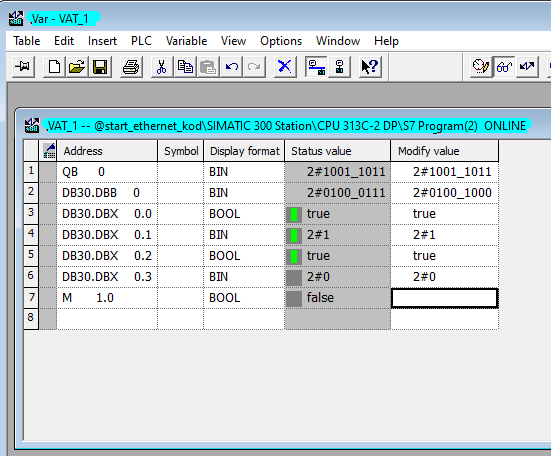 Var - VAT_1
Table Edit Insert PLC Variable View Options Window Help
VAT_1 -- @start_ethernet_kod\SIMATIC 300 Station\CPU 313C-2 DP\S7 Program(2) ONLINE
Address Symbol Display format Status value Modify value
1 QB 0 BIN 2#1001_1011 2#1001_1011
2 DB30.DBB 0 BIN 2#0100_0111 2#0100_1000
3 DB30.DBX 0.0 BOOL true true
4 DB30.DBX 0.1 BIN 2#1 2#1
5 DB30.DBX 0.2 BOOL true true
6 DB30.DBX 0.3 BIN 2#0 2#0
7 M 1.0 BOOL false
8